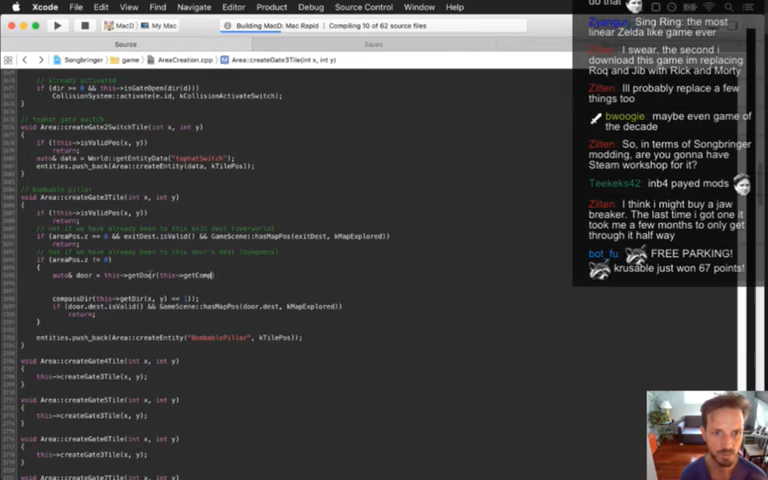 Xcode File Edit View Find Navigate Editor Product Debug Source Control Window Help
MacD My Mac Building MacD: Mac Rapid Compiling 10 of 62 source files
Source Saves
Songbringer game AreaCreation.cpp Area::createGate3Tile(int x, int y)
// already activated
if (dir >= 0 && this->isGateOpen(dir(d)))
CollisionSystem::activate(e.id, kCollisionActivateSwitch);
}
// tophat gate switch
void Area::createGate2SwitchTile(int x, int y)
{
if (!this->isValidPos(x, y))
return;
auto& data = World::getEntityData("tophatSwitch");
entities.push_back(Area::createEntity(data, kTilePos));
}
// Bombable pillar
void Area::createGate3Tile(int x, int y)
{
if (!this->isValidPos(x, y))
return;
// not if we have already been to this exit dest (overworld)
if (areaPos.z == 0 && exitDest.isValid() && GameScene::hasMapPos(exitDest, kMapExplored))
return;
// not if we have already been to this door's dest (dungeons)
if (areaPos.z != 0)
{
auto& door = this->getDoor(this->getComp
compassDir(this->getDir(x, y) << 1));
if (door.dest.isValid() && GameScene::hasMapPos(door.dest, kMapExplored))
return;
}
entities.push_back(Area::createEntity("BombablePillar", kTilePos));
}
void Area::createGate4Tile(int x, int y)
{
this->createGate3Tile(x, y);
}
void Area::createGate5Tile(int x, int y)
{
this->createGate3Tile(x, y);
}
void Area::createGate6Tile(int x, int y)
{
this->createGate3Tile(x, y);
}
void Area::createGate7Tile(int x, int y)
do that
Zyangur: Sing Ring: the most
linear Zelda like game ever
Zilten: I swear, the second i
download this game im replacing
Roq and Jib with Rick and Morty
Zilten: Ill probably replace a few
things too
bwoogie: maybe even game of
the decade
Zilten: So, in terms of Songbringer
modding, are you gonna have
Steam workshop for it?
Teekeks42: inb4 payed mods
Zilten: I think i might buy a jaw
breaker. The last time i got one it
took me a few months to only get
through it half way
bot_fu: FREE PARKING!
krusable just won 67 points!